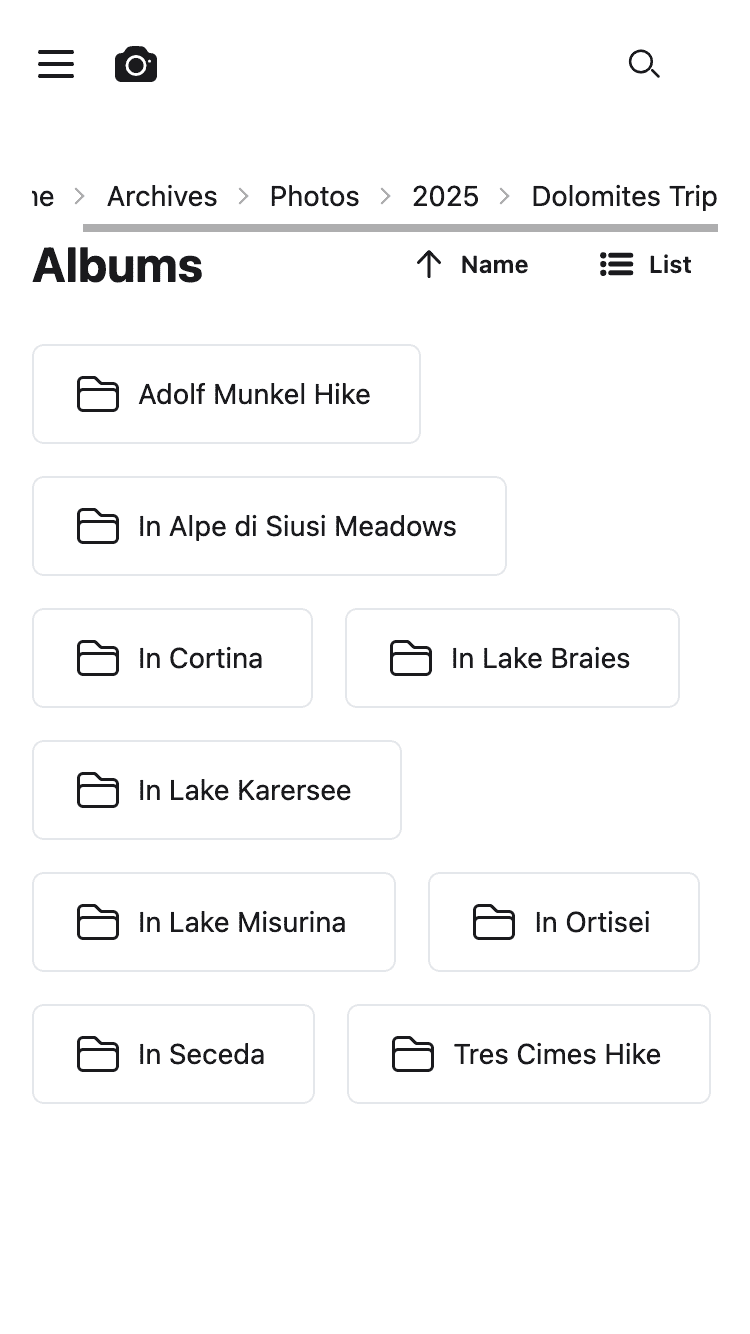 Archives > Photos > 2025 > Dolomites Trip
Albums
Name
List
Adolf Munkel Hike
In Alpe di Siusi Meadows
In Cortina
In Lake Braies
In Lake Karersee
In Lake Misurina
In Ortisei
In Seceda
Tres Cimes Hike